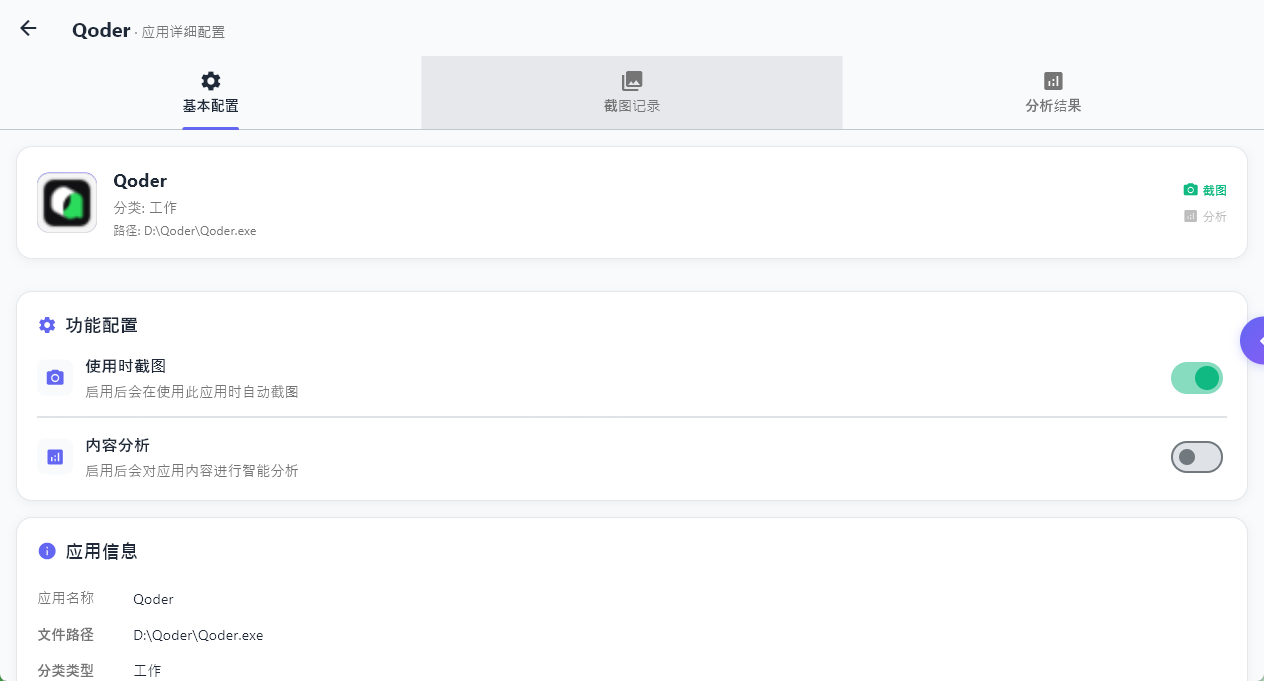 Qoder · 应用详细配置
基本配置
截图记录
分析结果
Qoder
分类: 工作
路径: D:\Qoder\Qoder.exe
截图
分析
功能配置
使用时截图
启用后会在使用此应用时自动截图
内容分析
启用后会对应用内容进行智能分析
应用信息
应用名称 Qoder
文件路径 D:\Qoder\Qoder.exe
分类类型 工作